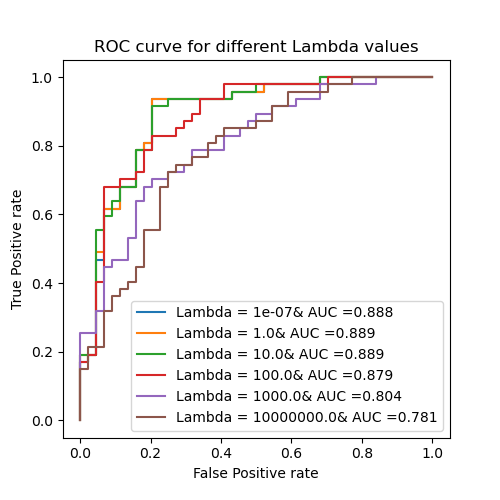 ROC curve for different Lambda values
True Positive rate
1.0
0.8
0.6
0.4
0.2
0.0
Lambda = 1e-07& AUC =0.888
Lambda = 1.0& AUC =0.889
Lambda = 10.0& AUC =0.889
Lambda = 100.0& AUC =0.879
Lambda = 1000.0& AUC =0.804
Lambda = 10000000.0& AUC =0.781
0.0 0.2 0.4 0.6 0.8 1.0
False Positive rate